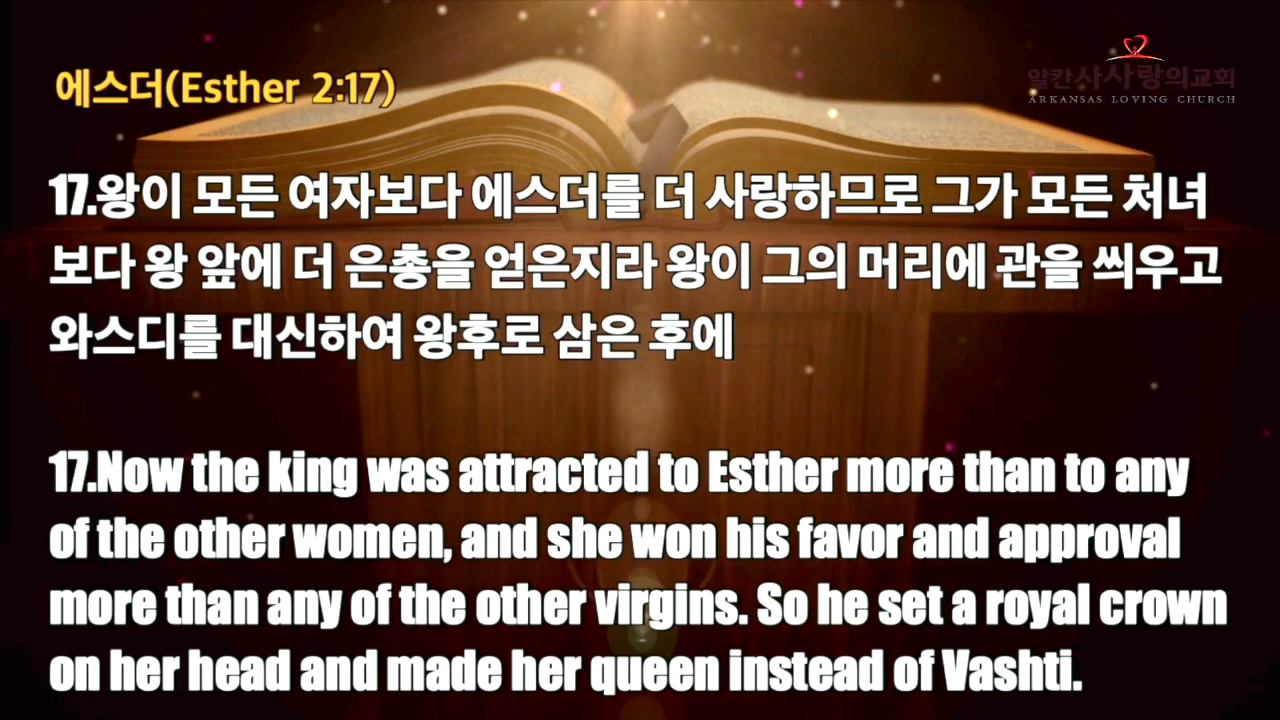 에스더(Esther 2:17)
알칸사사랑의교회
ARKANSAS LOVING CHURCH
17.왕이 모든 여자보다 에스더를 더 사랑하므로 그가 모든 처녀
보다 왕 앞에 더 은총을 얻은지라 왕이 그의 머리에 관을 씌우고
와스디를 대신하여 왕후로 삼은 후에
17.Now the king was attracted to Esther more than to any
of the other women, and she won his favor and approval
more than any of the other virgins. So he set a royal crown
on her head and made her queen instead of Vashti.